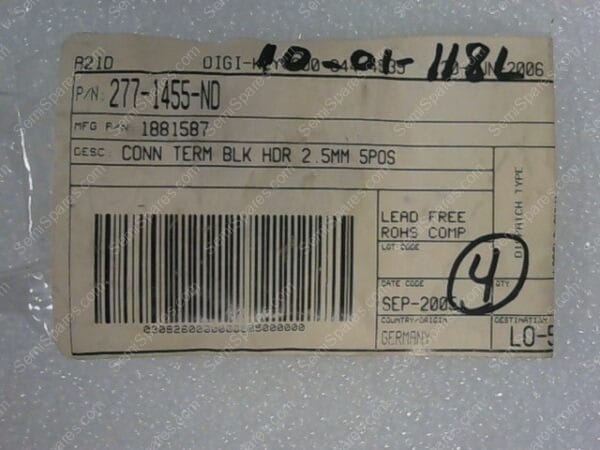 A210 DIGI-KEY
10-01-118L 2006
P/N: 277-1455-ND
MFG P/N: 1881587
DESC: CONN TERM BLK HDR 2.5MM 5POS
LEAD FREE
ROHS COMP
LOT CODE
DISPATCH TYPE
DATE CODE
SEP-2005
QTY
4
COUNTRY/ORIGIN
GERMANY
DESTINATION
LO-5
SemiSpares.com